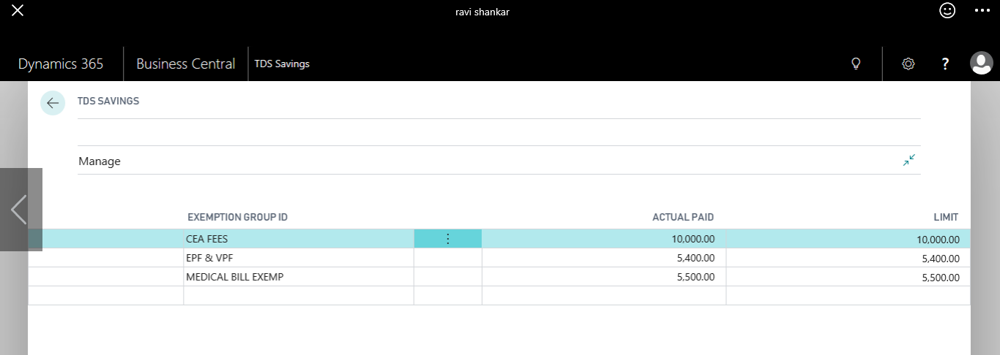 ravi shankar
Dynamics 365 Business Central TDS Savings ?
TDS SAVINGS
Manage
EXEMPTION GROUP ID ACTUAL PAID LIMIT
CEA FEES 10,000.00 10,000.00
EPF & VPF 5,400.00 5,400.00
MEDICAL BILL EXEMP 5,500.00 5,500.00